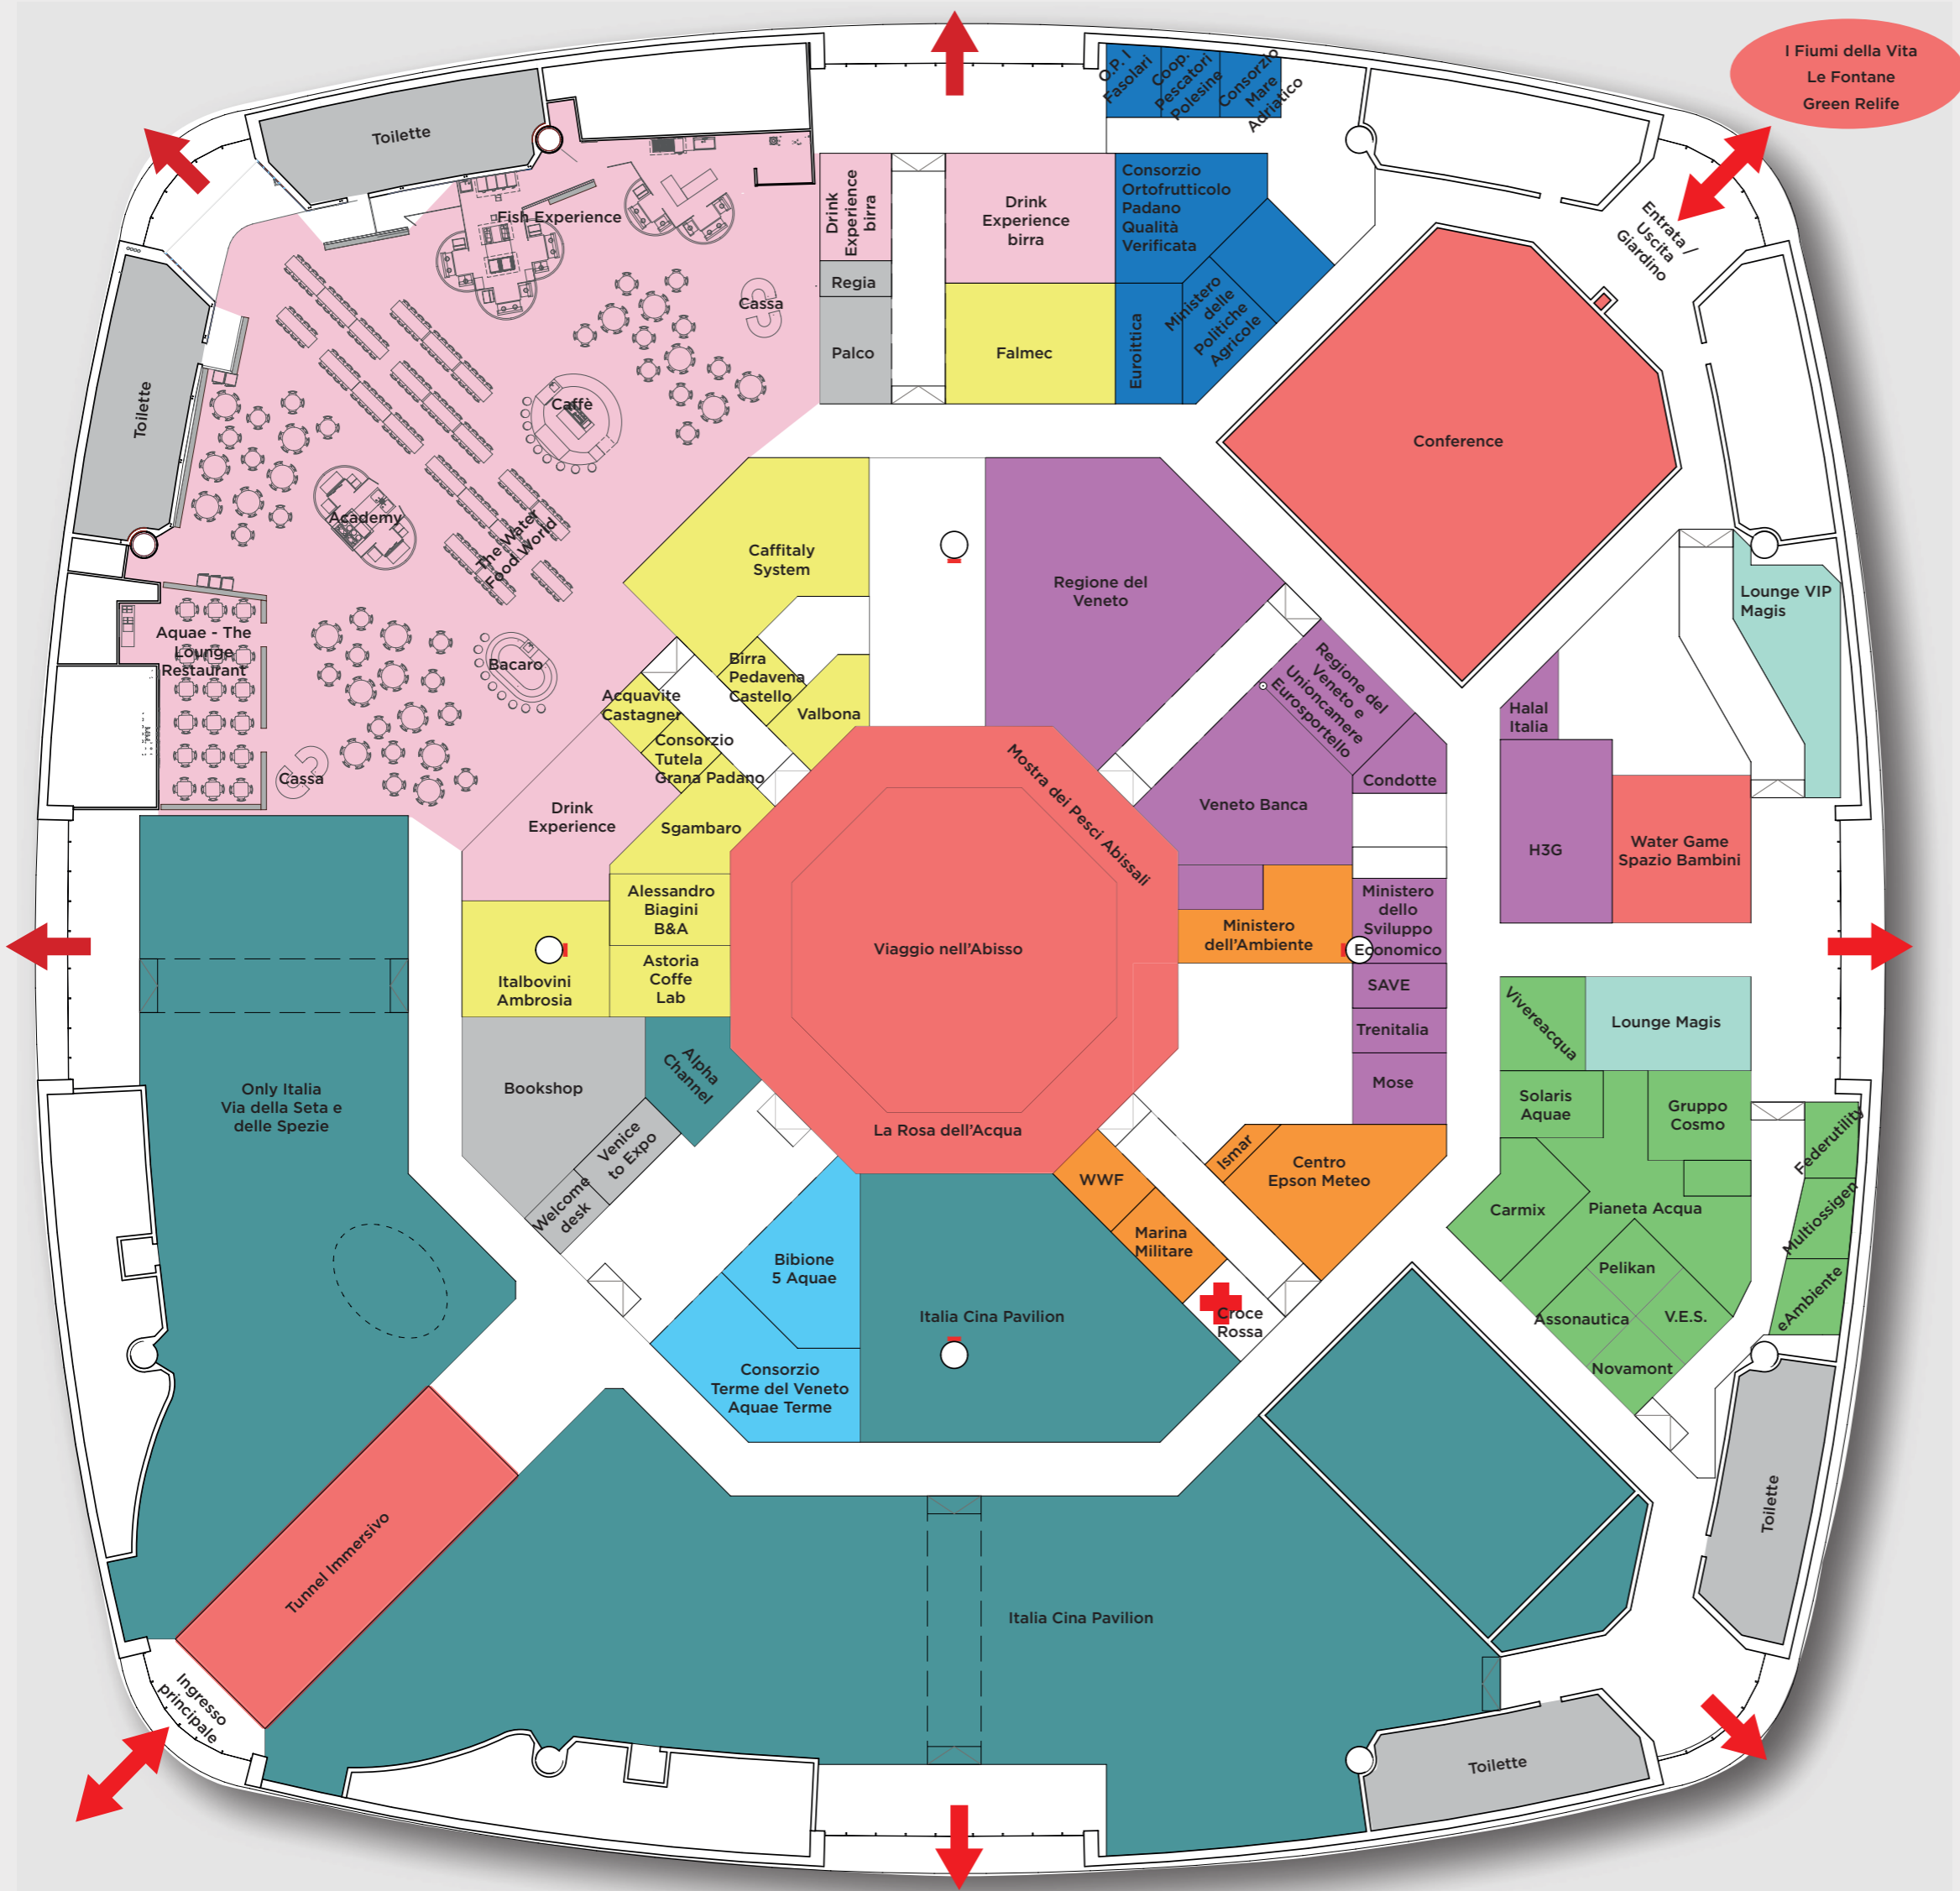 I Fiumi della Vita
Le Fontane
Green Relife
O.P. I
Fasolari
Coop.
Pescatori
Polesine
Consorzio
Mare
Adriatico
Toilette
Fish Experience
Drink
Experience
birra
Regia
Palco
Drink
Experience
birra
Falmec
Consorzio
Ortofrutticolo
Padano
Qualità
Verificata
Euroittica
Ministero
delle
Politiche
Agricole
Entrata /
Uscita
Giardino
Conference
Toilette
Cassa
Caffè
Academy
The Water
Food World
Aquae - The
Lounge
Restaurant
Bacaro
Cassa
Caffitaly
System
Birra
Pedavena
Castello
Valbona
Acquavite
Castagner
Consorzio
Tutela
Grana Padano
Drink
Experience
Sgambaro
Alessandro
Biagini
B&A
Italbovini
Ambrosia
Astoria
Coffe
Lab
Regione del
Veneto
Regione del
Veneto e
Unioncamere
Eurosportello
Condotte
Veneto Banca
Mostra dei Pesci Abissali
Viaggio nell'Abisso
La Rosa dell'Acqua
Ministero
dell'Ambiente
Ministero
dello
Sviluppo
Economico
SAVE
Trenitalia
Mose
Lounge VIP
Magis
Halal
Italia
H3G
Water Game
Spazio Bambini
Vivereacqua
Lounge Magis
Solaris
Aquae
Gruppo
Cosmo
Carmix
Pianeta Acqua
Pelikan
Assonautica
V.E.S.
Novamont
Federutility
Multiossigen
eAmbiente
Only Italia
Via della Seta e
delle Spezie
Bookshop
Alpha
Channel
Venice
to Expo
Welcome
desk
Bibione
5 Aquae
Consorzio
Terme del Veneto
Aquae Terme
Italia Cina Pavilion
WWF
Marina
Militare
Croce
Rossa
Ismar
Centro
Epson Meteo
Tunnel Immersivo
Ingresso
principale
Italia Cina Pavilion
Toilette
Toilette